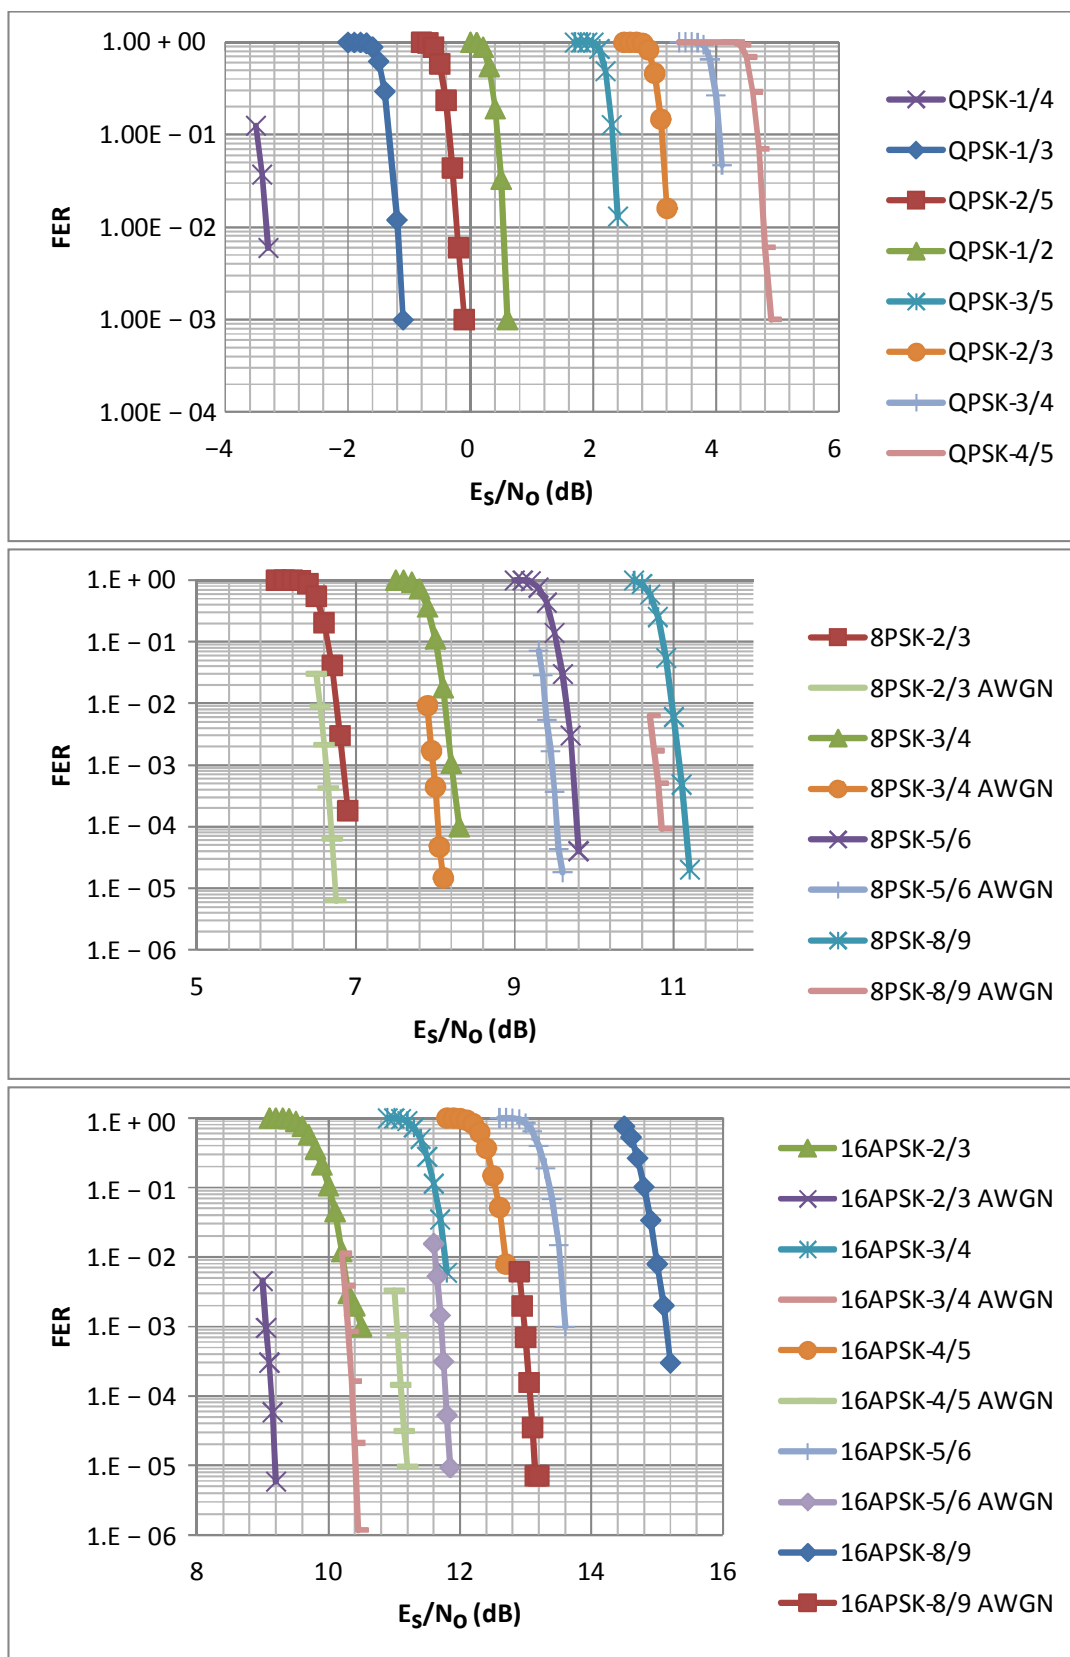 1.00 + 00
1.00E − 01
1.00E − 02
1.00E − 03
1.00E − 04
FER
−4
−2
0
2
4
6
ES/NO (dB)
QPSK-1/4
QPSK-1/3
QPSK-2/5
QPSK-1/2
QPSK-3/5
QPSK-2/3
QPSK-3/4
QPSK-4/5
1.E + 00
1.E − 01
1.E − 02
1.E − 03
1.E − 04
1.E − 05
1.E − 06
FER
5
7
9
11
ES/NO (dB)
8PSK-2/3
8PSK-2/3 AWGN
8PSK-3/4
8PSK-3/4 AWGN
8PSK-5/6
8PSK-5/6 AWGN
8PSK-8/9
8PSK-8/9 AWGN
1.E + 00
1.E − 01
1.E − 02
1.E − 03
1.E − 04
1.E − 05
1.E − 06
FER
8
10
12
14
16
ES/NO (dB)
16APSK-2/3
16APSK-2/3 AWGN
16APSK-3/4
16APSK-3/4 AWGN
16APSK-4/5
16APSK-4/5 AWGN
16APSK-5/6
16APSK-5/6 AWGN
16APSK-8/9
16APSK-8/9 AWGN